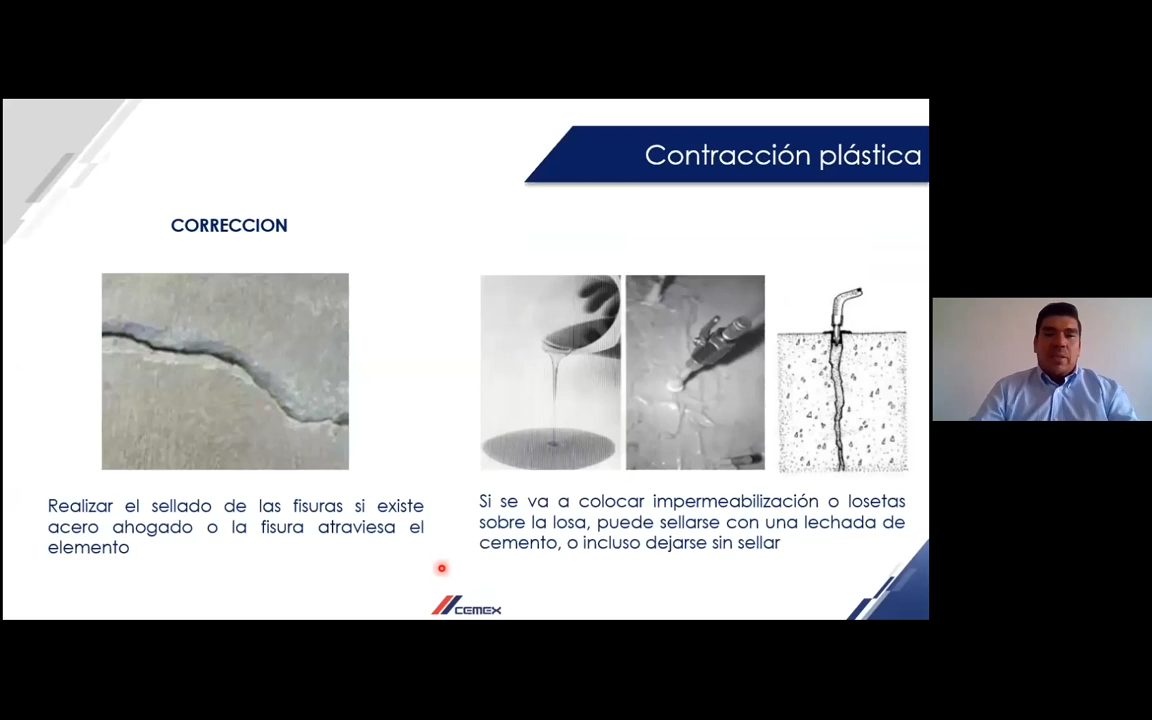 Contracción plástica
CORRECCION
Realizar el sellado de las fisuras si existe
acero ahogado o la fisura atraviesa el
elemento
Si se va a colocar impermeabilización o losetas
sobre la losa, puede sellarse con una lechada de
cemento, o incluso dejarse sin sellar
CEMEX